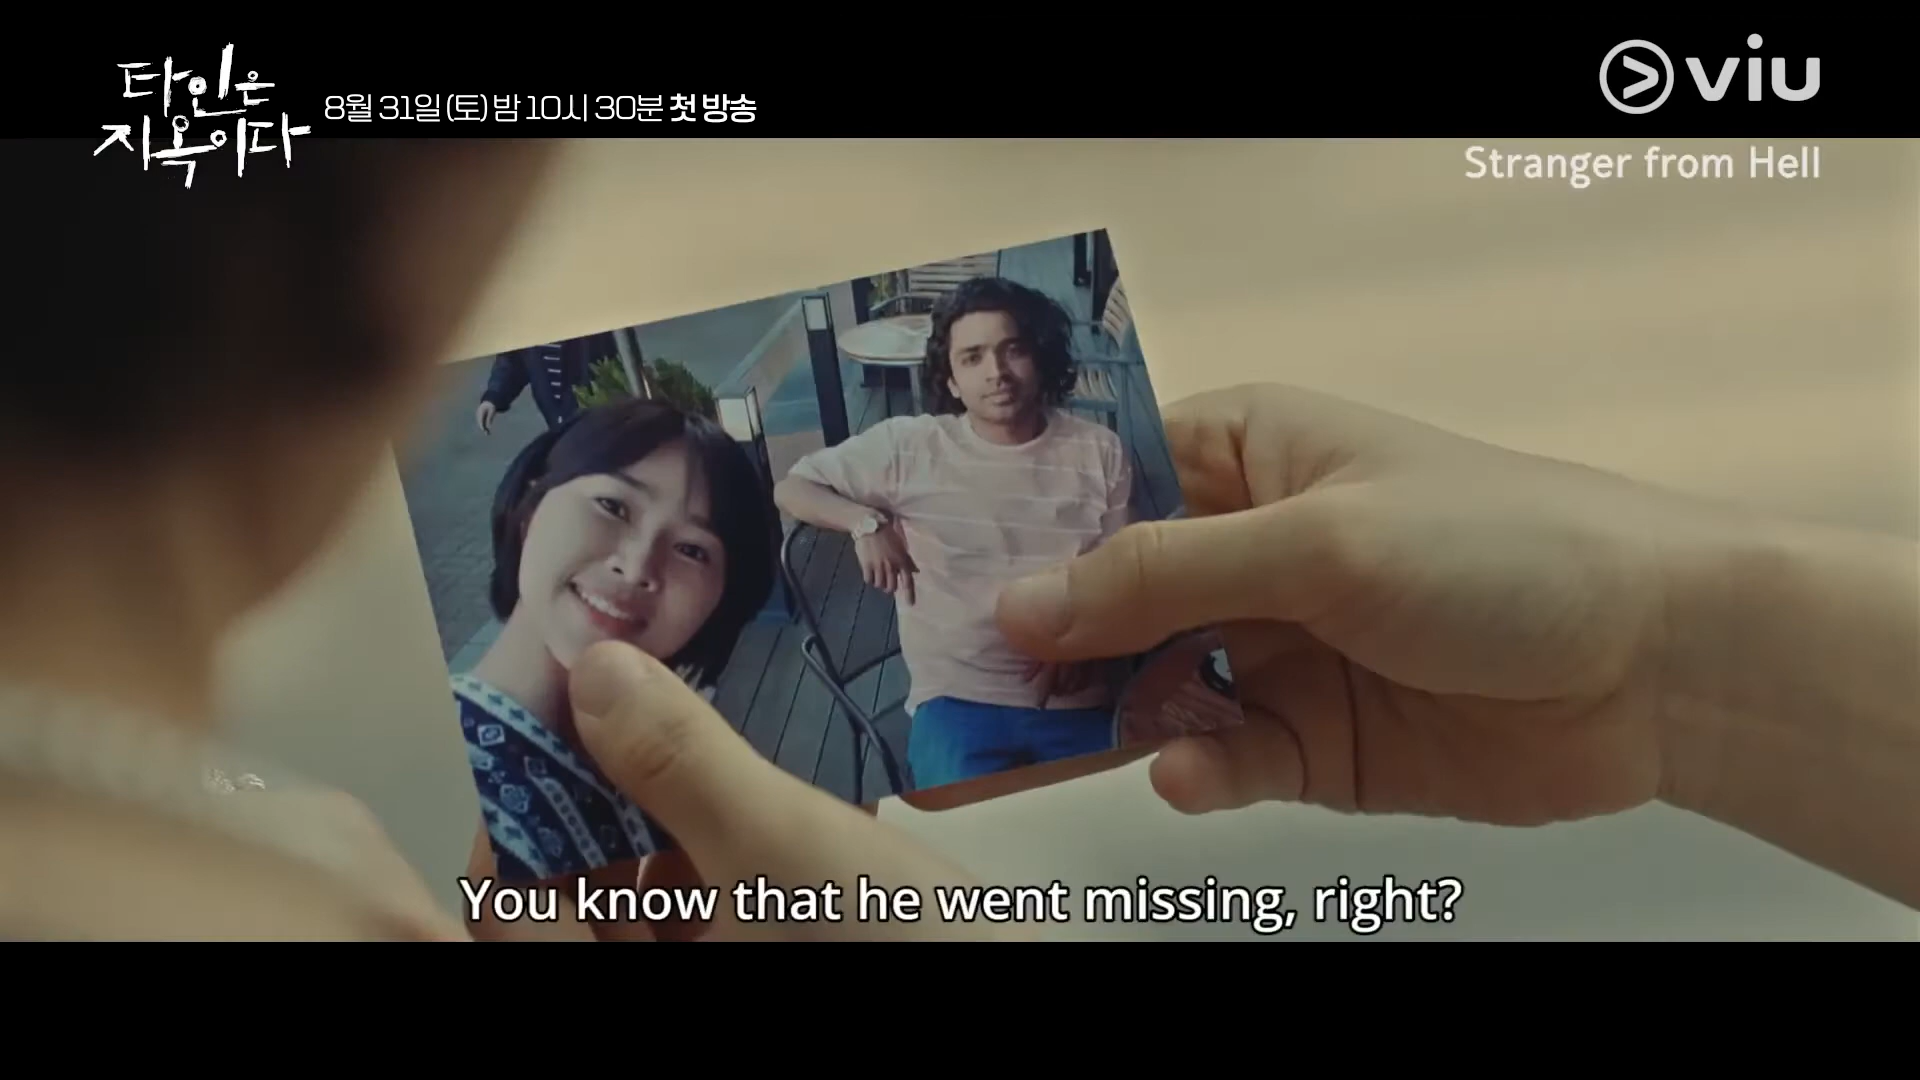 타인은
지옥이다
8월 31일(토) 밤 10시 30분 첫 방송
viu
Stranger from Hell
You know that he went missing, right?